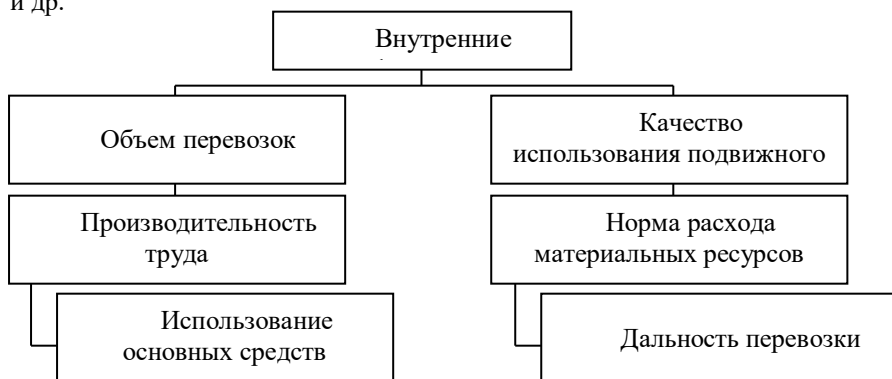 и др.
Внутренние
Объем перевозок
Качество
использования подвижного
Производительность
труда
Норма расхода
материальных ресурсов
Использование
основных средств
Дальность перевозки